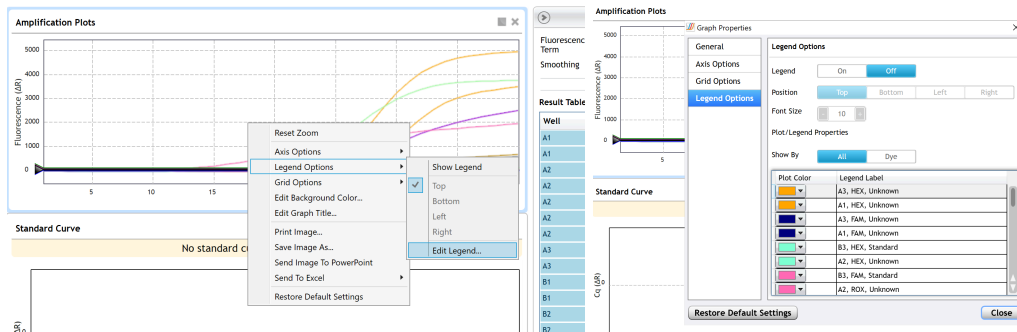 Amplification Plots
5000
4000
3000
2000
1000
0
Fluorescence (ΔR)
5
10
15
Reset Zoom
Axis Options
Legend Options
Grid Options
Edit Background Color...
Edit Graph Title...
Print Image...
Save Image As...
Send Image To PowerPoint
Send To Excel
Restore Default Settings
Show Legend
Top
Bottom
Left
Right
Edit Legend...
Standard Curve
No standard cu
(ΔR)
Fluorescenc
Term
Smoothing
Result Table
Well
A1
A1
A2
A2
A2
A2
A2
A3
A3
B1
B1
B2
B2
Amplification Plots
5000
4000
3000
2000
1000
0
Fluorescence (ΔR)
5
Standard Curve
Cq (ΔR)
0
Graph Properties
General
Axis Options
Grid Options
Legend Options
Legend Options
Legend
On
Off
Position
Top
Bottom
Left
Right
Font Size
10
Plot/Legend Properties
Show By
All
Dye
Plot Color
Legend Label
A3, HEX, Unknown
A1, HEX, Unknown
A3, FAM, Unknown
A1, FAM, Unknown
B3, HEX, Standard
A2, HEX, Unknown
B3, FAM, Standard
A2, ROX, Unknown
Restore Default Settings
Close